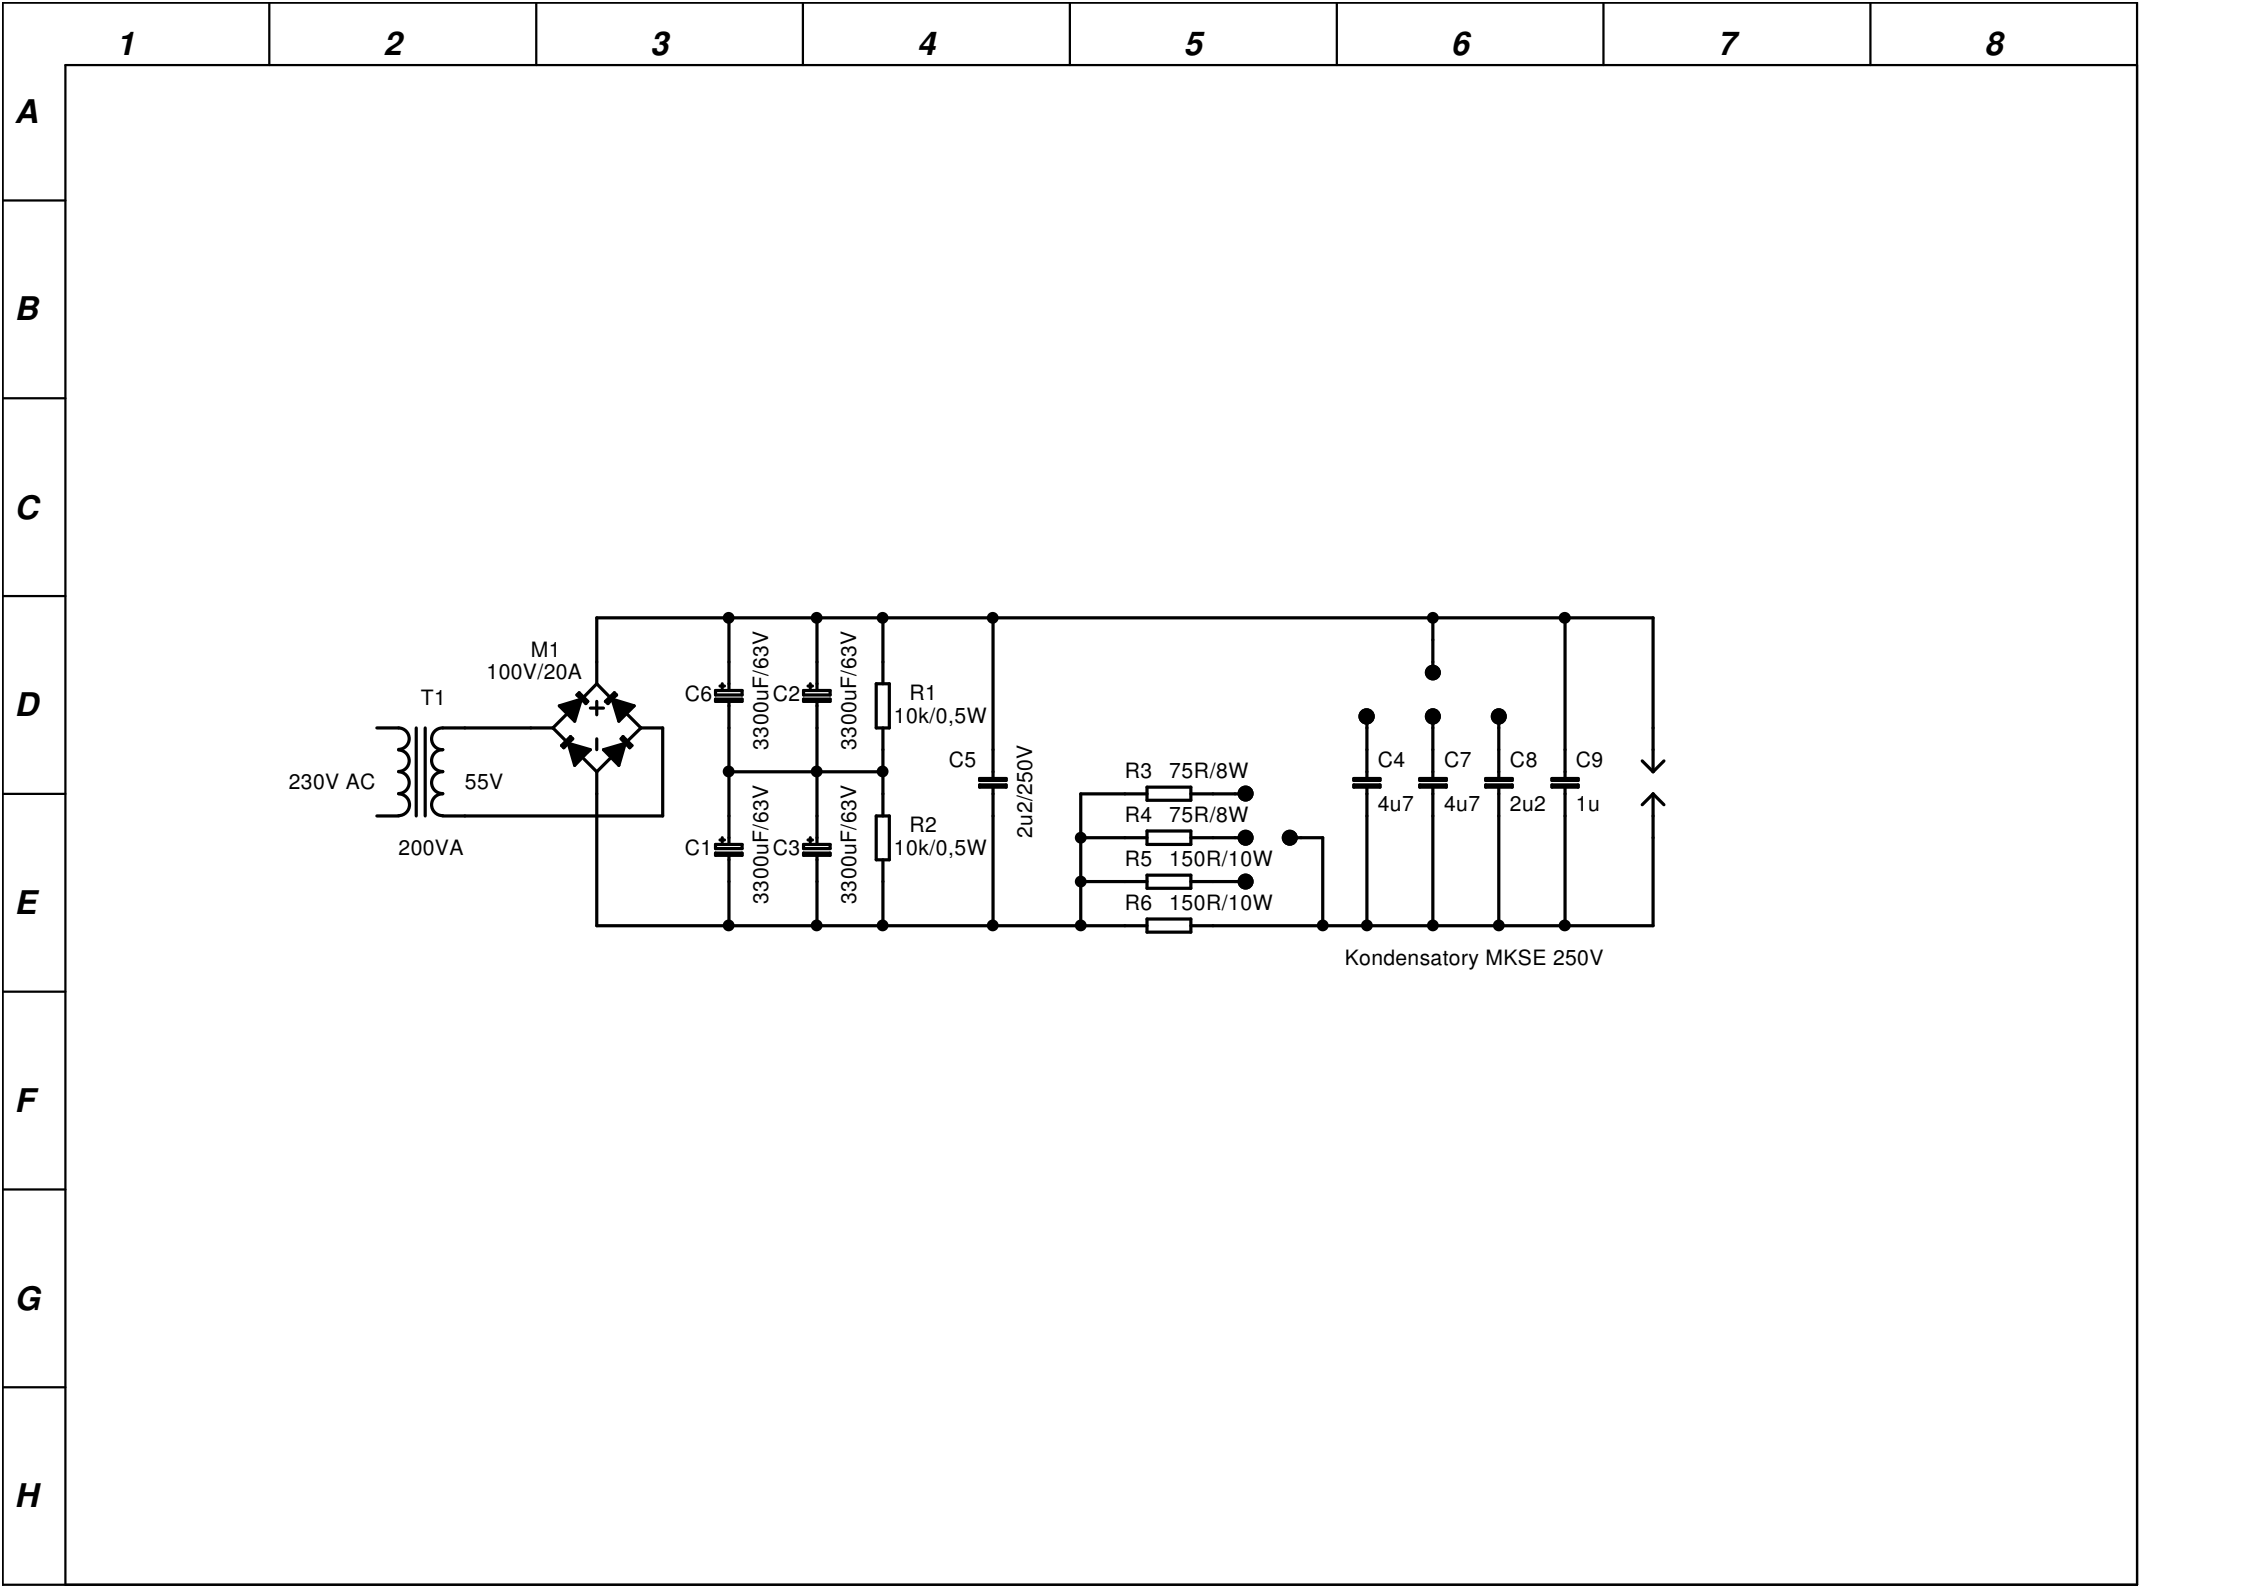 1 2 3 4 5 6 7 8
A
B
C
D
E
F
G
H
M1
100V/20A
T1
230V AC
55V
200VA
C6
3300uF/63V
C2
3300uF/63V
R1
10k/0,5W
C1
3300uF/63V
C3
3300uF/63V
R2
10k/0,5W
C5
2u2/250V
R3 75R/8W
R4 75R/8W
R5 150R/10W
R6 150R/10W
C4
4u7
C7
4u7
C8
2u2
C9
1u
Kondensatory MKSE 250V